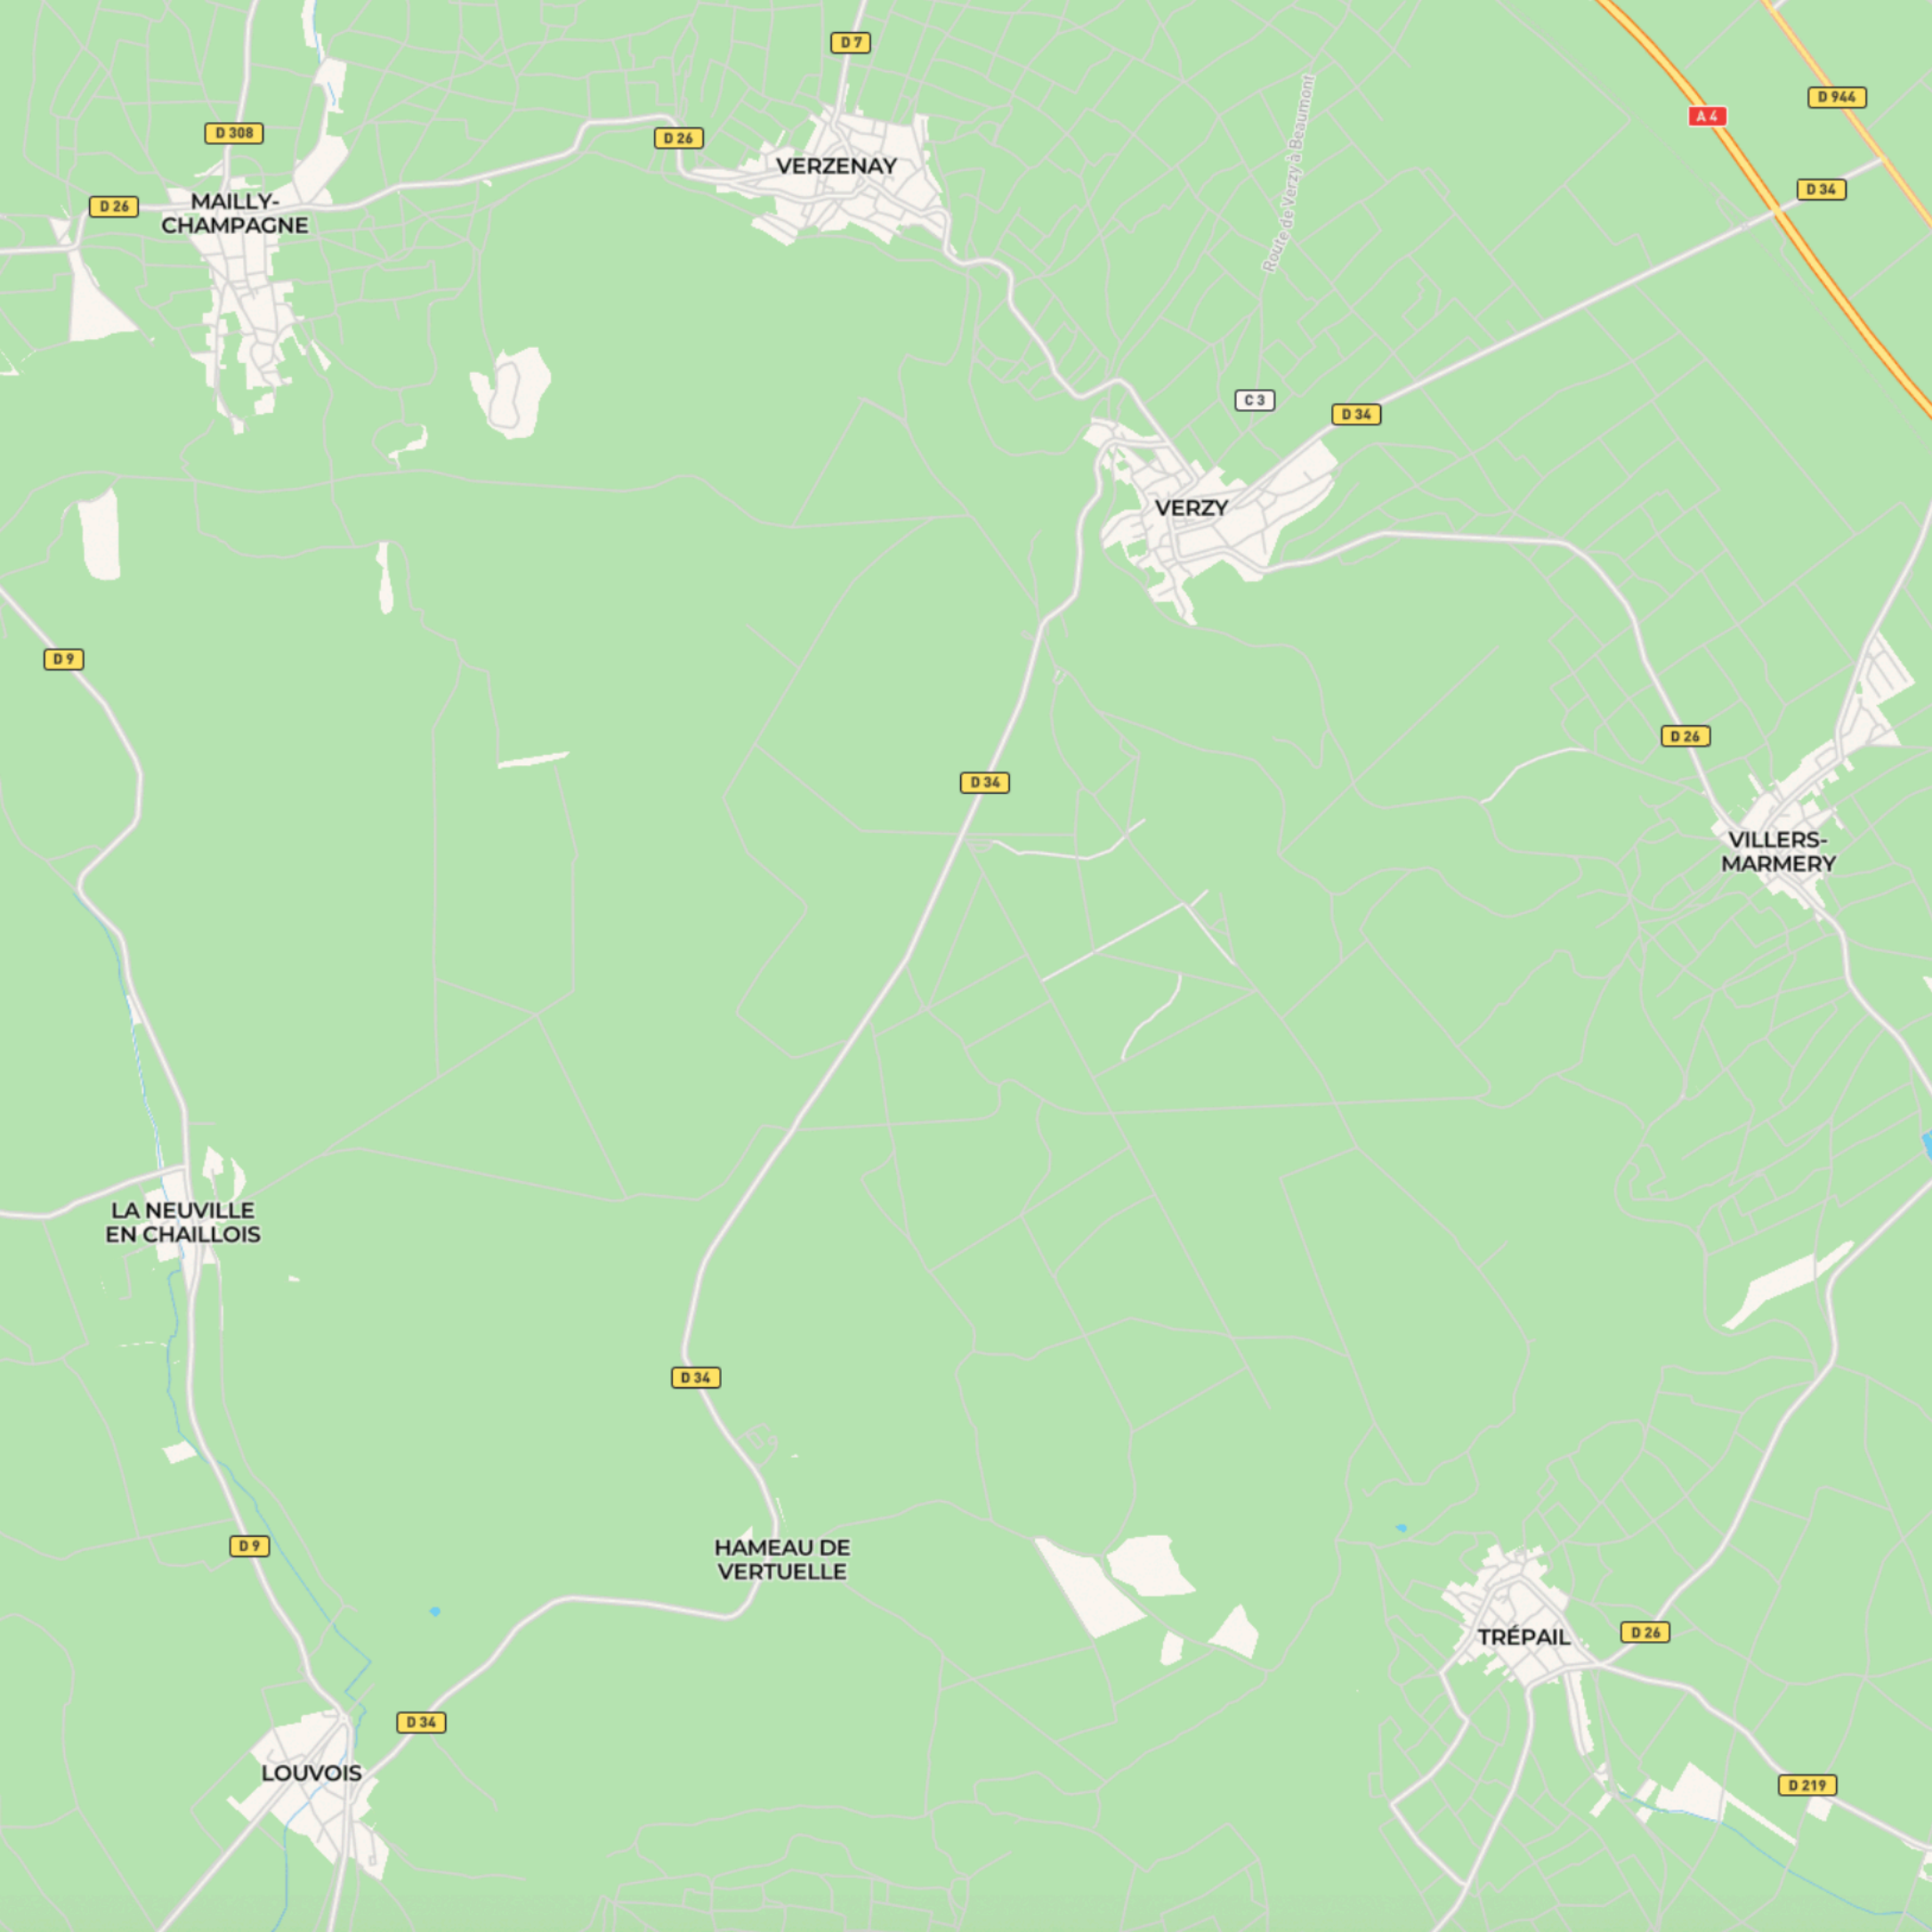 D 7
D 944
A 4
D 308
D 26
VERZENAY
Route de Verzy à Beaumont
D 34
D 26
MAILLY-
CHAMPAGNE
C 3
D 34
VERZY
D 9
D 26
D 34
VILLERS-
MARMERY
LA NEUVILLE
EN CHAILLOIS
D 34
D 9
HAMEAU DE
VERTUELLE
TRÉPAIL
D 26
D 34
LOUVOIS
D 219